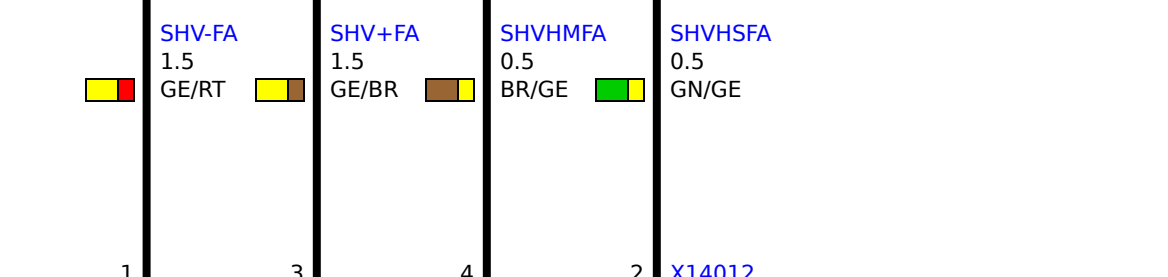 SHV-FA SHV+FA SHVHMFA SHVHSFA
1.5 1.5 0.5 0.5
GE/RT GE/BR BR/GE GN/GE
1 3 4 2 X14012